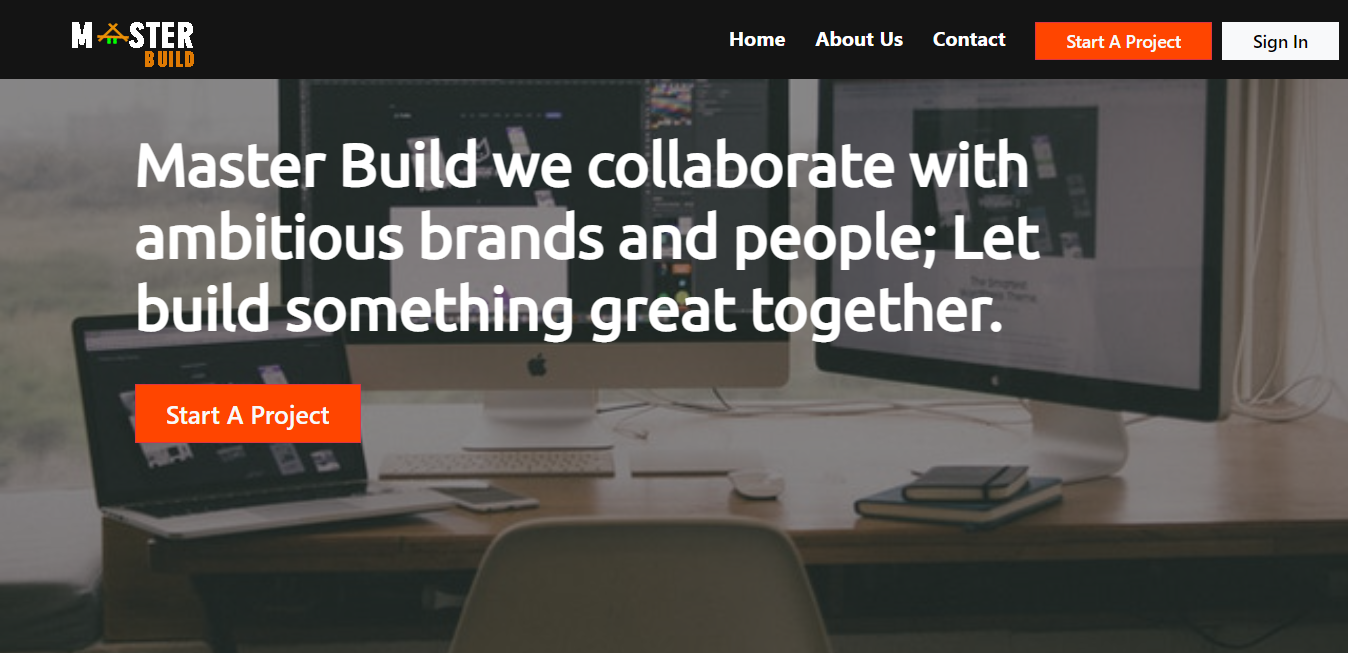 MASTER
BUILD
Home About Us Contact Start A Project Sign In
Master Build we collaborate with
ambitious brands and people; Let
build something great together.
Start A Project